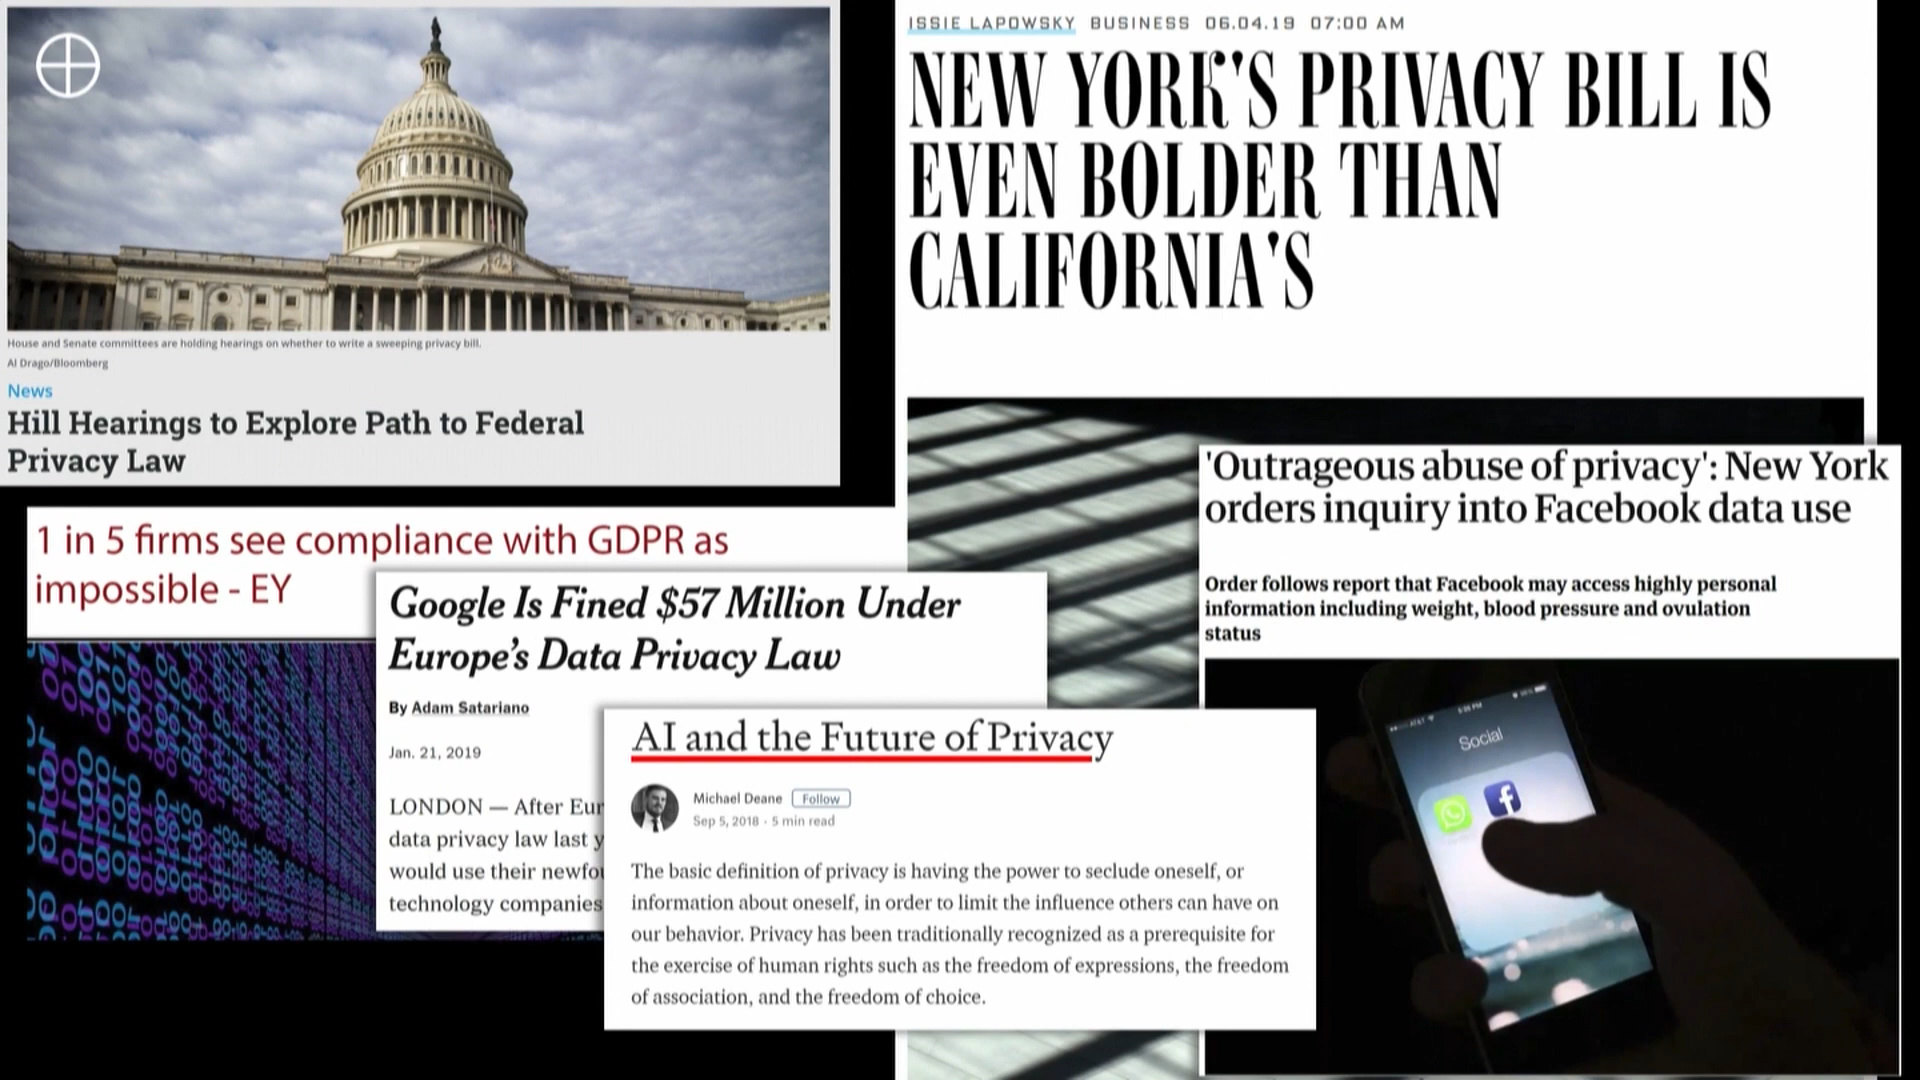 House and Senate committees are holding hearings on whether to write a sweeping privacy bill.
Al Drago/Bloomberg
News
Hill Hearings to Explore Path to Federal
Privacy Law
ISSIE LAPOWSKY BUSINESS 06.04.19 07:00 AM
NEW YORK'S PRIVACY BILL IS
EVEN BOLDER THAN
CALIFORNIA'S
'Outrageous abuse of privacy': New York
orders inquiry into Facebook data use
Order follows report that Facebook may access highly personal
information including weight, blood pressure and ovulation
status
Social
1 in 5 firms see compliance with GDPR as
impossible - EY
Google Is Fined $57 Million Under
Europe's Data Privacy Law
By Adam Satariano
Jan. 21, 2019
LONDON — After Eur
data privacy law last y
would use their newfou
technology companies
AI and the Future of Privacy
Michael Deane Follow
Sep 5, 2018 · 5 min read
The basic definition of privacy is having the power to seclude oneself, or
information about oneself, in order to limit the influence others can have on
our behavior. Privacy has been traditionally recognized as a prerequisite for
the exercise of human rights such as the freedom of expressions, the freedom
of association, and the freedom of choice.